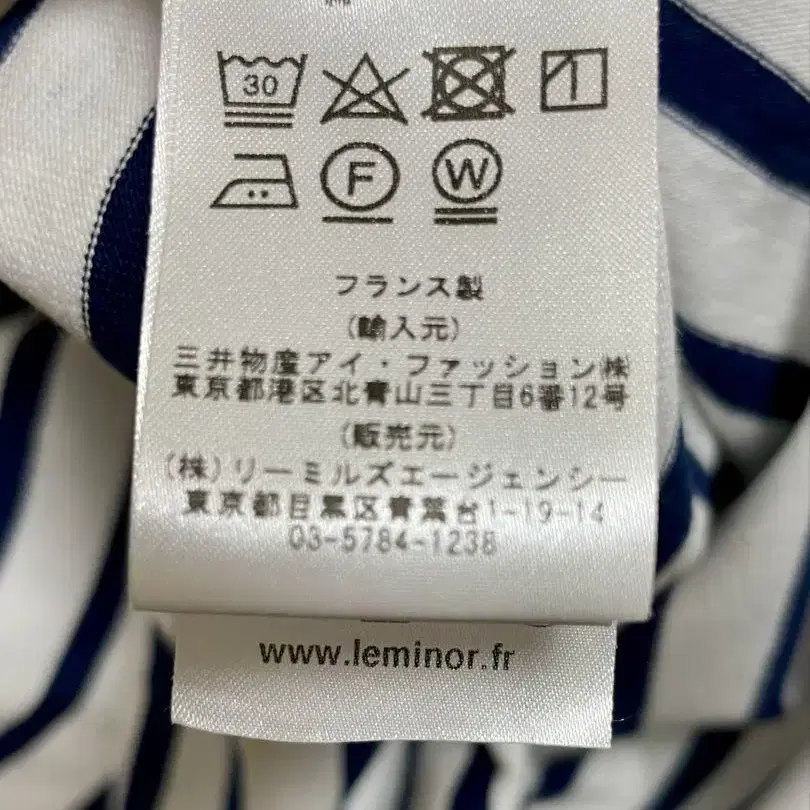 30
F W
フランス製
(輸入元)
三井物産アイ・ファッション㈱
東京都港区北青山三丁目6番12号
(販売元)
(株)リーミルズエージェンシー
東京都目黒区青葉台1-19-14
03-5784-1238
www.leminor.fr